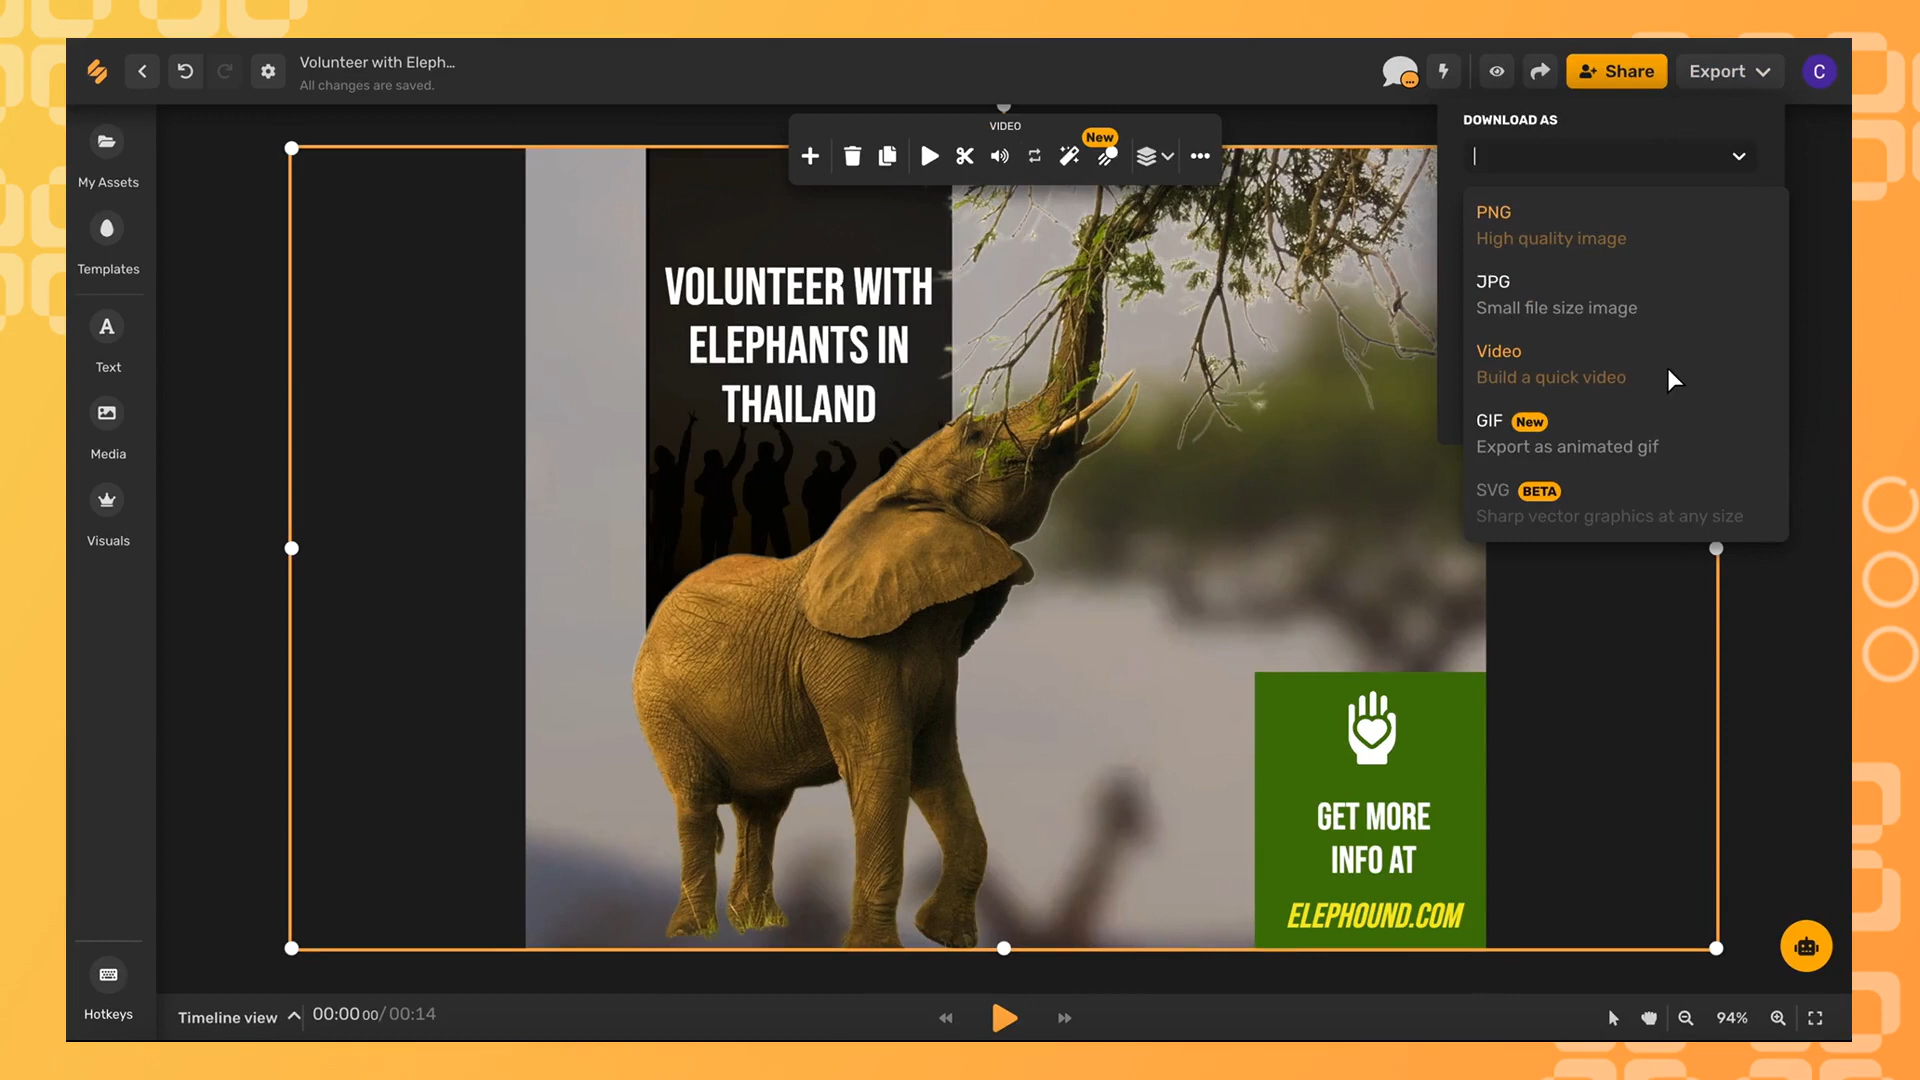 Volunteer with Eleph...
All changes are saved.
Share
Export
C
DOWNLOAD AS
PNG
High quality image
JPG
Small file size image
Video
Build a quick video
GIF New
Export as animated gif
SVG BETA
Sharp vector graphics at any size
VIDEO
New
My Assets
Templates
A
Text
Media
Visuals
Hotkeys
VOLUNTEER WITH
ELEPHANTS IN
THAILAND
GET MORE
INFO AT
ELEPHOUND.COM
Timeline view
00:00 00/00:14
94%